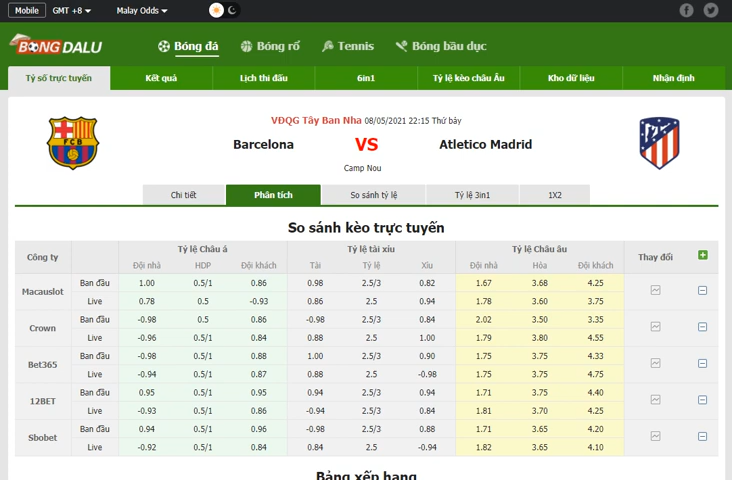 Mobile GMT +8 Malay Odds
BONGDALU Bóng đá Bóng rổ Tennis Bóng bầu dục
Tỷ số trực tuyến Kết quả Lịch thi đấu 6in1 Tỷ lệ kèo châu Âu Kho dữ liệu Nhận định
VĐQG Tây Ban Nha 08/05/2021 22:15 Thứ bảy
Barcelona VS Atletico Madrid
Camp Nou
FCB
Chi tiết Phân tích So sánh tỷ lệ Tỷ lệ 3in1 1X2
So sánh kèo trực tuyến
Công ty Tỷ lệ Châu á Tỷ lệ tài xỉu Tỷ lệ Châu âu Thay đổi
Đội nhà HDP Đội khách Tài Tỷ lệ Xỉu Đội nhà Hòa Đội khách
Macauslot Ban đầu 1.00 0.5/1 0.86 0.98 2.5/3 0.82 1.67 3.68 4.25
Live 0.78 0.5 -0.93 0.86 2.5 0.94 1.78 3.60 3.75
Crown Ban đầu -0.98 0.5 0.86 -0.98 2.5/3 0.84 2.02 3.50 3.35
Live -0.96 0.5/1 0.84 0.88 2.5 1.00 1.79 3.80 4.55
Bet365 Ban đầu -0.98 0.5/1 0.88 1.00 2.5/3 0.90 1.75 3.75 4.33
Live -0.94 0.5/1 0.87 0.88 2.5 -0.98 1.75 3.75 4.75
12BET Ban đầu 0.95 0.5/1 0.95 0.94 2.5/3 0.94 1.71 3.75 4.40
Live -0.93 0.5/1 0.86 -0.94 2.5/3 0.84 1.81 3.70 4.25
Sbobet Ban đầu 0.94 0.5/1 0.96 -0.98 2.5/3 0.88 1.71 3.65 4.20
Live -0.92 0.5/1 0.84 0.84 2.5 -0.94 1.82 3.65 4.10
Bảng xếp hạng